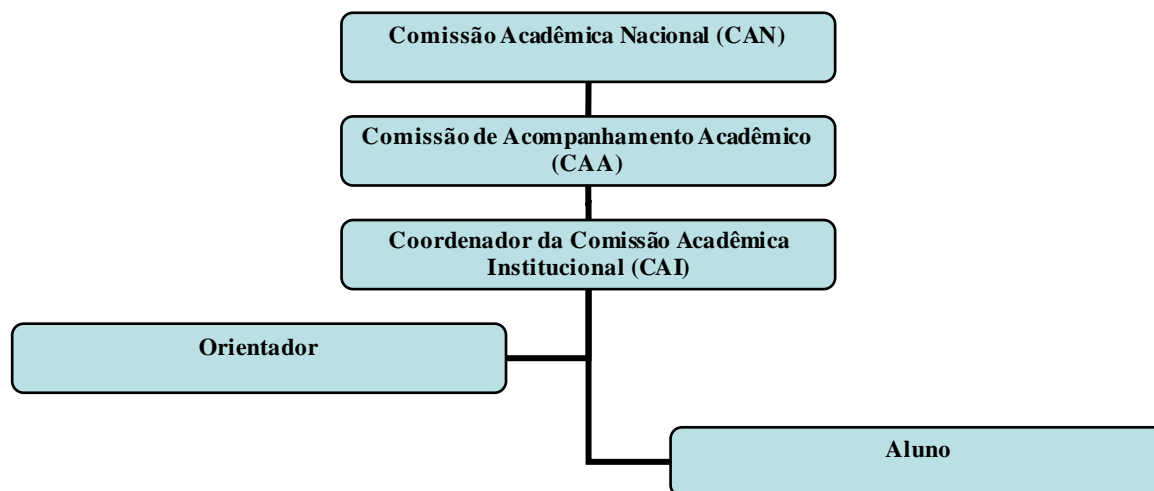 Comissão Acadêmica Nacional (CAN)
Comissão de Acompanhamento Acadêmico
(CAA)
Coordenador da Comissão Acadêmica
Institucional (CAI)
Orientador
Aluno